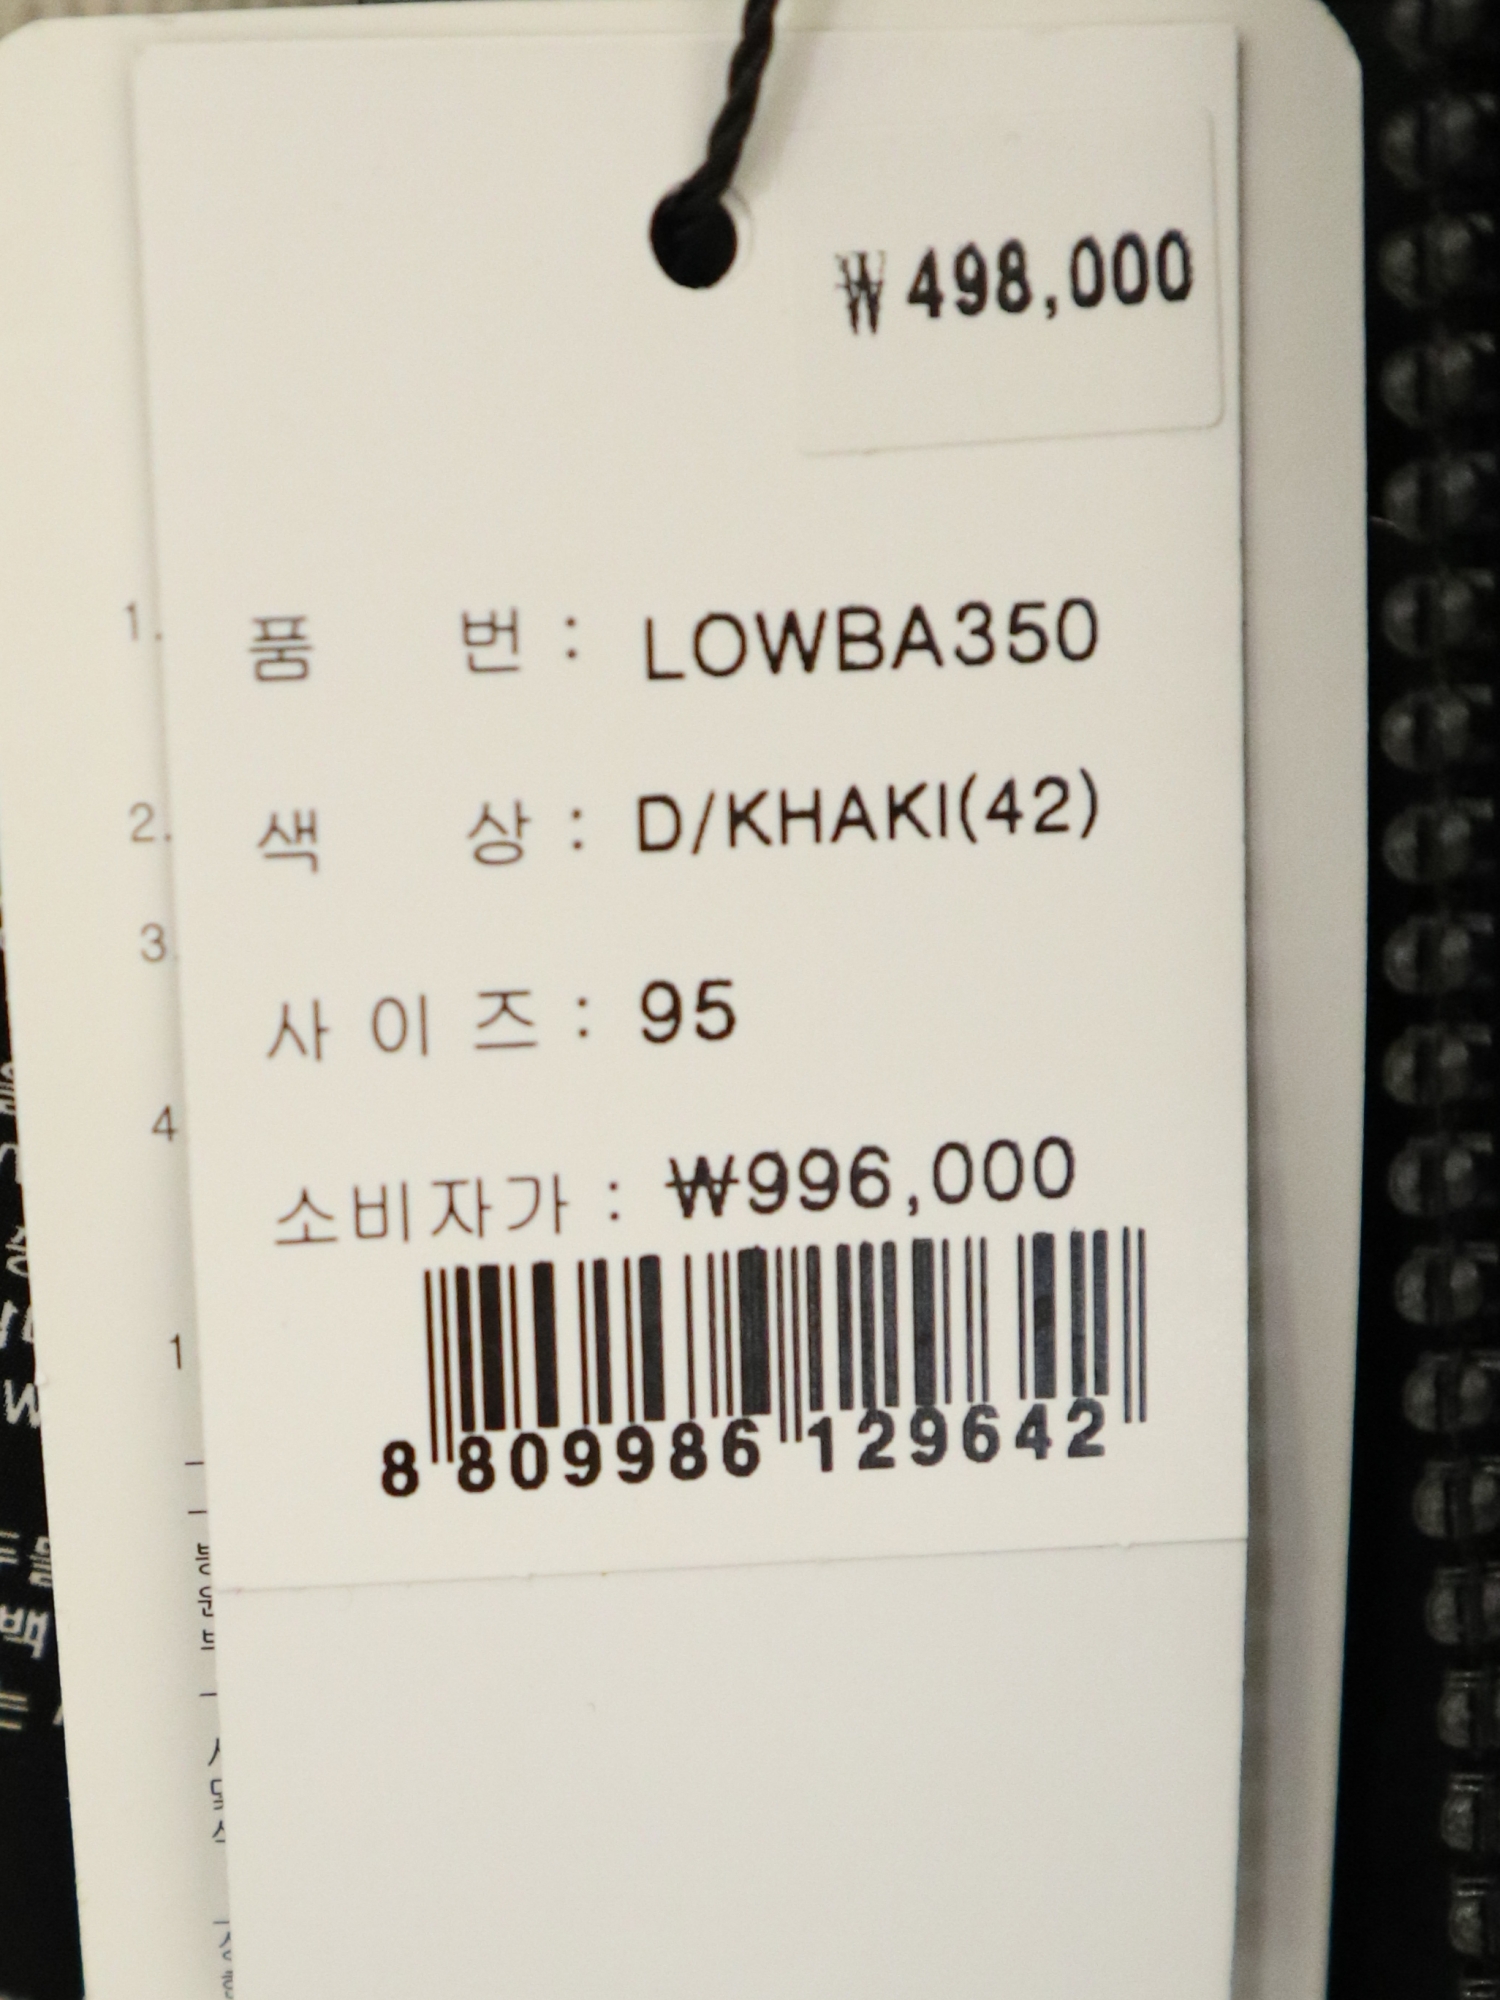 ₩ 498,000
1. 품 번 : LOWBA350
2. 색 상 : D/KHAKI(42)
3
사 이 즈 : 95
4
소비자가 : ₩996,000
1
8 809986 129642